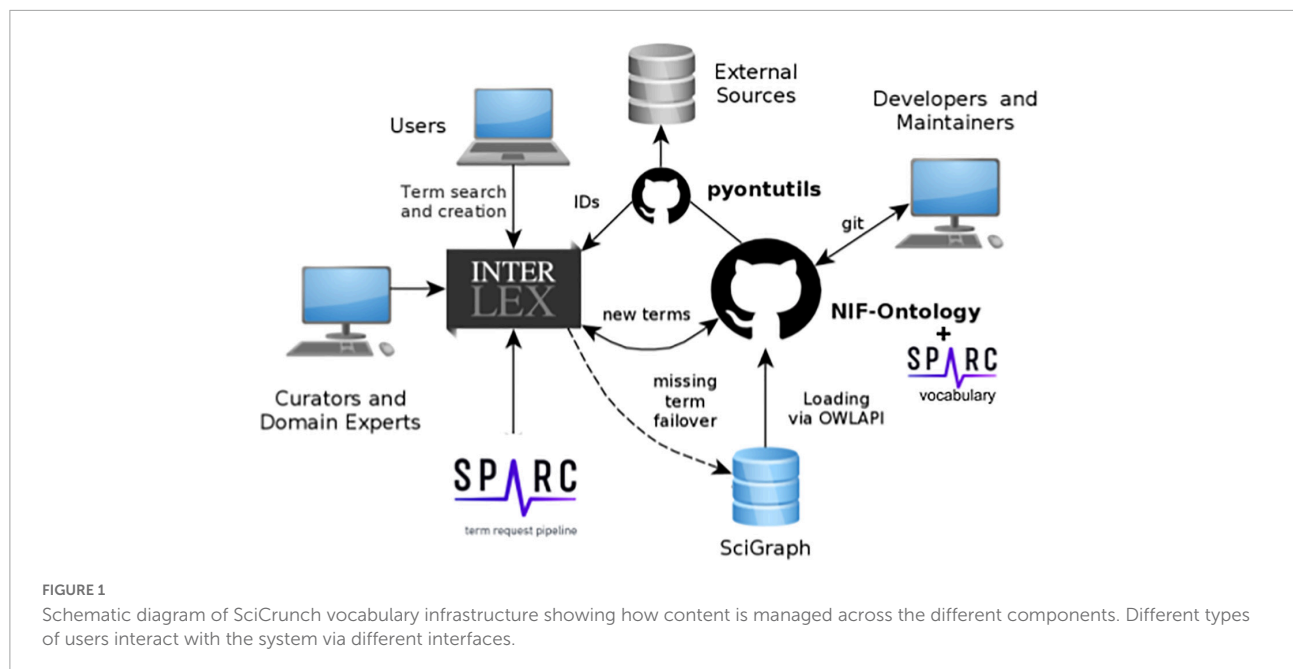 External
Sources
Developers and
Maintainers
Users
Term search
and creation
IDs
pyontutils
git
INTER
LEX
new terms
NIF-Ontology
+
SPARC
vocabulary
Curators and
Domain Experts
missing
term
failover
Loading
via OWLAPI
SPARC
term request pipeline
SciGraph
FIGURE 1
Schematic diagram of SciCrunch vocabulary infrastructure showing how content is managed across the different components. Different types
of users interact with the system via different interfaces.